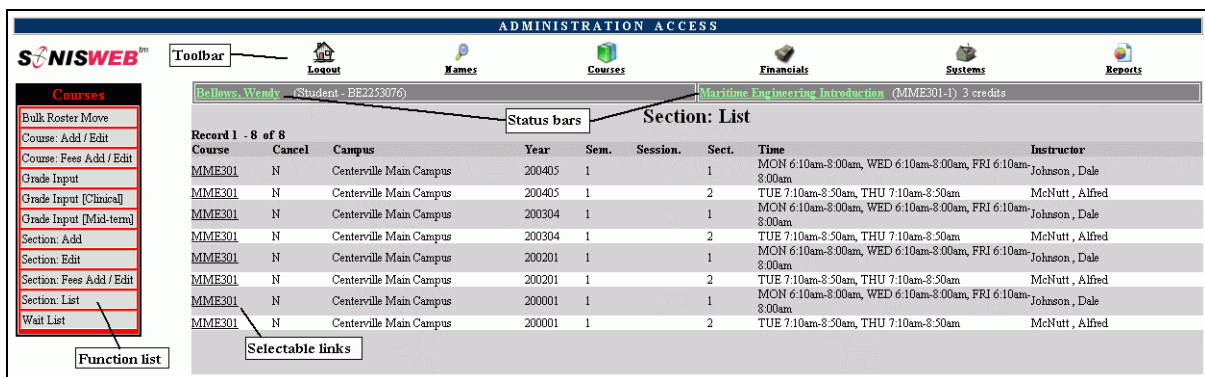 ADMINISTRATION ACCESS
SONISWEB tm
Toolbar
Logout Names Courses Financials Systems Reports
Courses
Bellows, Wendy (Student - BE2253076) Maritime Engineering Introduction (MME301-1) 3 credits
Bulk Roster Move
Course: Add / Edit
Course: Fees Add / Edit
Grade Input
Grade Input [Clinical]
Grade Input [Mid-term]
Section: Add
Section: Edit
Section: Fees Add / Edit
Section: List
Wait List
Function list
Status bars
Section: List
Record 1 - 8 of 8
Course Cancel Campus Year Sem. Session. Sect. Time Instructor
MME301 N Centerville Main Campus 200405 1 1 MON 6:10am-8:00am, WED 6:10am-8:00am, FRI 6:10am-8:00am Johnson , Dale
MME301 N Centerville Main Campus 200405 1 2 TUE 7:10am-8:50am, THU 7:10am-8:50am McNutt , Alfred
MME301 N Centerville Main Campus 200304 1 1 MON 6:10am-8:00am, WED 6:10am-8:00am, FRI 6:10am-8:00am Johnson , Dale
MME301 N Centerville Main Campus 200304 1 2 TUE 7:10am-8:50am, THU 7:10am-8:50am McNutt , Alfred
MME301 N Centerville Main Campus 200201 1 1 MON 6:10am-8:00am, WED 6:10am-8:00am, FRI 6:10am-8:00am Johnson , Dale
MME301 N Centerville Main Campus 200201 1 2 TUE 7:10am-8:50am, THU 7:10am-8:50am McNutt , Alfred
MME301 N Centerville Main Campus 200001 1 1 MON 6:10am-8:00am, WED 6:10am-8:00am, FRI 6:10am-8:00am Johnson , Dale
MME301 N Centerville Main Campus 200001 1 2 TUE 7:10am-8:50am, THU 7:10am-8:50am McNutt , Alfred
Selectable links